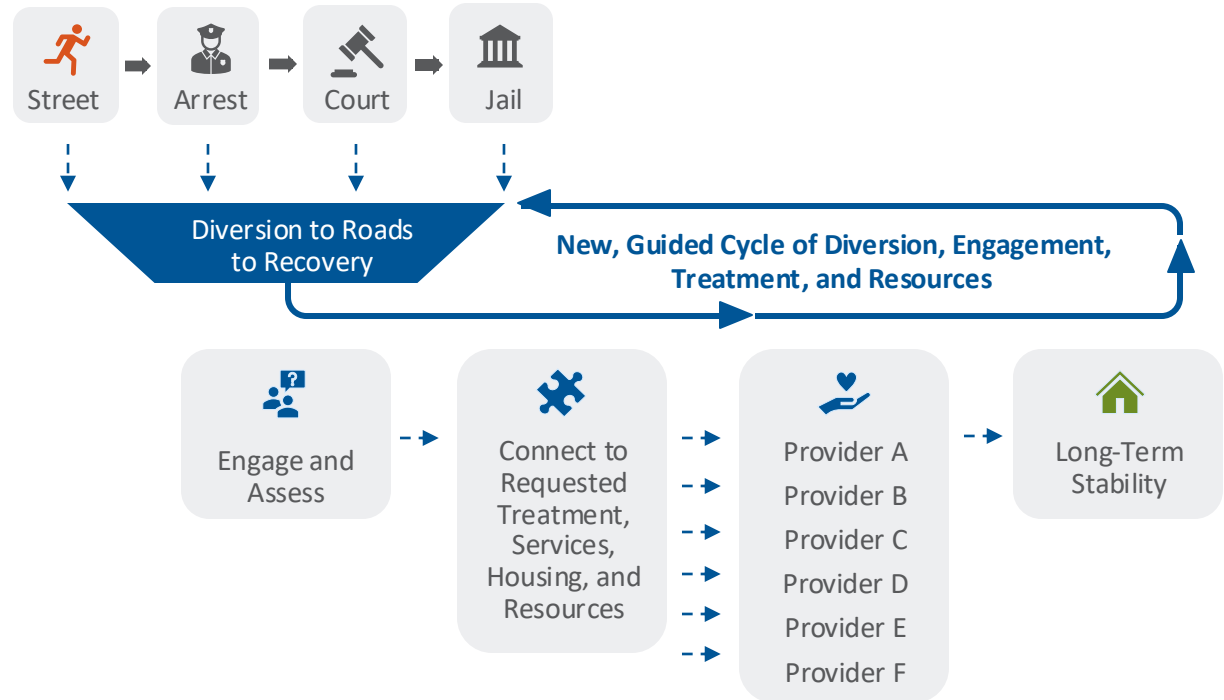 Street
Arrest
Court
Jail
Diversion to Roads
to Recovery
New, Guided Cycle of Diversion, Engagement,
Treatment, and Resources
?
Engage and
Assess
Connect to
Requested
Treatment,
Services,
Housing, and
Resources
Provider A
Provider B
Provider C
Provider D
Provider E
Provider F
Long-Term
Stability